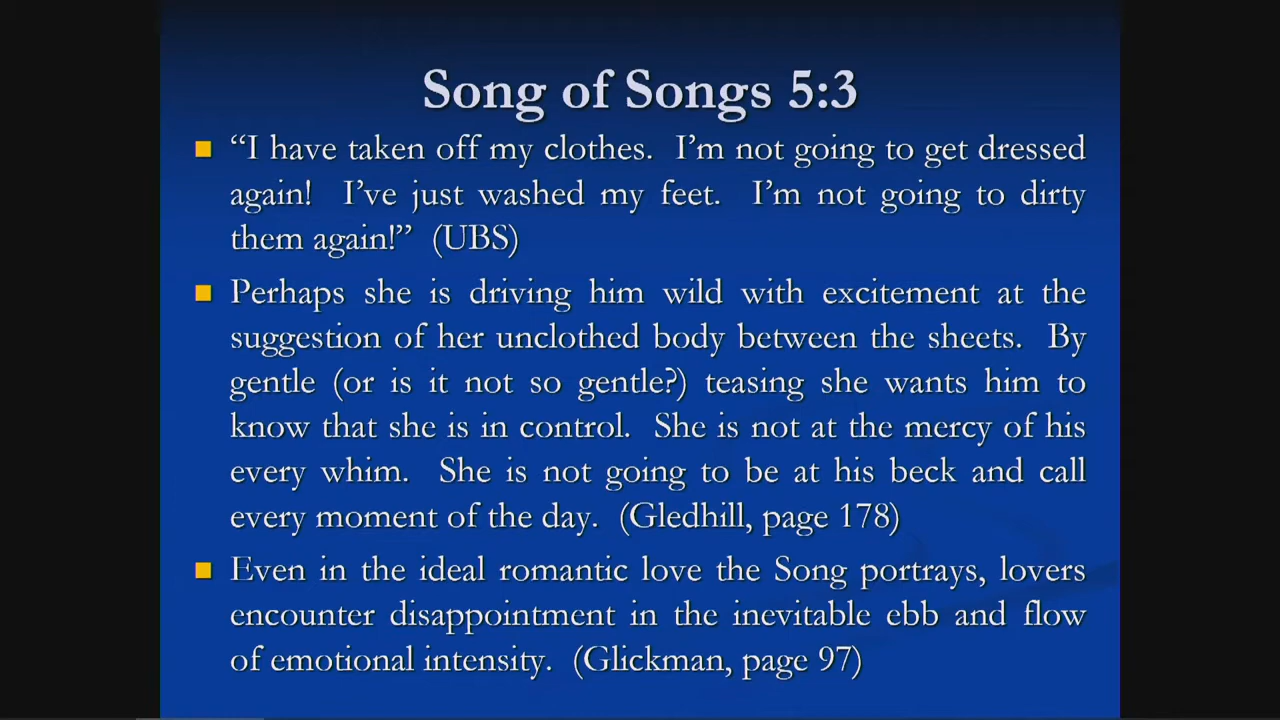 Song of Songs 5:3
“I have taken off my clothes.  I’m not going to get dressed
again!  I’ve just washed my feet.  I’m not going to dirty
them again!”  (UBS)
Perhaps she is driving him wild with excitement at the
suggestion of her unclothed body between the sheets.  By
gentle (or is it not so gentle?) teasing she wants him to
know that she is in control.  She is not at the mercy of his
every whim.  She is not going to be at his beck and call
every moment of the day.  (Gledhill, page 178)
Even in the ideal romantic love the Song portrays, lovers
encounter disappointment in the inevitable ebb and flow
of emotional intensity.  (Glickman, page 97)